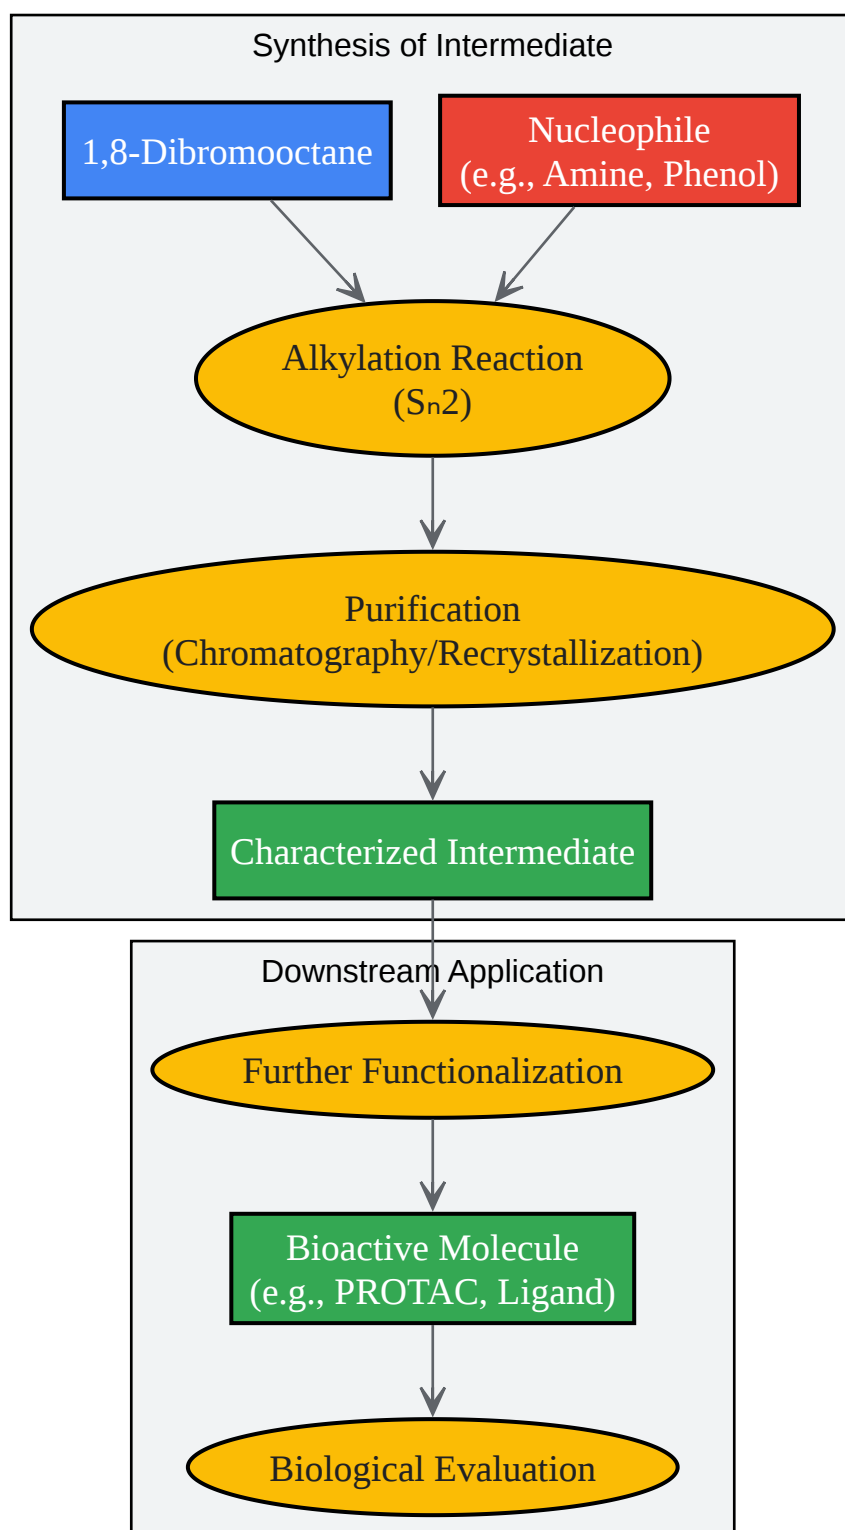 Synthesis of Intermediate
1,8-Dibromooctane
Nucleophile
(e.g., Amine, Phenol)
Alkylation Reaction
(Sₙ2)
Purification
(Chromatography/Recrystallization)
Characterized Intermediate
Downstream Application
Further Functionalization
Bioactive Molecule
(e.g., PROTAC, Ligand)
Biological Evaluation